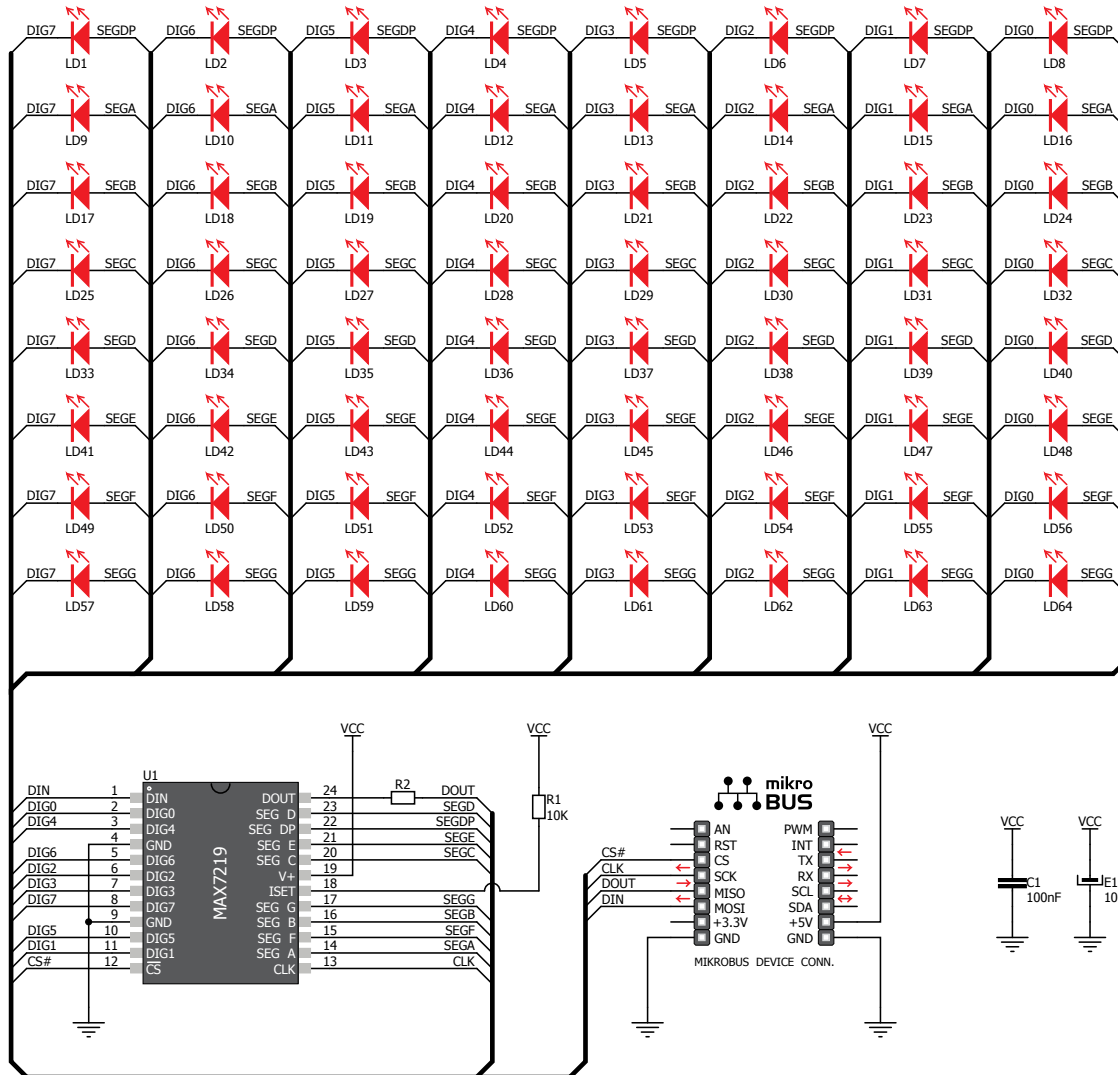 DIG7 SEGDP DIG6 SEGDP DIG5 SEGDP DIG4 SEGDP DIG3 SEGDP DIG2 SEGDP DIG1 SEGDP DIG0 SEGDP
LD1 LD2 LD3 LD4 LD5 LD6 LD7 LD8
DIG7 SEGA DIG6 SEGA DIG5 SEGA DIG4 SEGA DIG3 SEGA DIG2 SEGA DIG1 SEGA DIG0 SEGA
LD9 LD10 LD11 LD12 LD13 LD14 LD15 LD16
DIG7 SEGB DIG6 SEGB DIG5 SEGB DIG4 SEGB DIG3 SEGB DIG2 SEGB DIG1 SEGB DIG0 SEGB
LD17 LD18 LD19 LD20 LD21 LD22 LD23 LD24
DIG7 SEGC DIG6 SEGC DIG5 SEGC DIG4 SEGC DIG3 SEGC DIG2 SEGC DIG1 SEGC DIG0 SEGC
LD25 LD26 LD27 LD28 LD29 LD30 LD31 LD32
DIG7 SEGD DIG6 SEGD DIG5 SEGD DIG4 SEGD DIG3 SEGD DIG2 SEGD DIG1 SEGD DIG0 SEGD
LD33 LD34 LD35 LD36 LD37 LD38 LD39 LD40
DIG7 SEGE DIG6 SEGE DIG5 SEGE DIG4 SEGE DIG3 SEGE DIG2 SEGE DIG1 SEGE DIG0 SEGE
LD41 LD42 LD43 LD44 LD45 LD46 LD47 LD48
DIG7 SEGF DIG6 SEGF DIG5 SEGF DIG4 SEGF DIG3 SEGF DIG2 SEGF DIG1 SEGF DIG0 SEGF
LD49 LD50 LD51 LD52 LD53 LD54 LD55 LD56
DIG7 SEGG DIG6 SEGG DIG5 SEGG DIG4 SEGG DIG3 SEGG DIG2 SEGG DIG1 SEGG DIG0 SEGG
LD57 LD58 LD59 LD60 LD61 LD62 LD63 LD64
VCC VCC VCC
U1
MAX7219
DIN 1 DIN DOUT 24 R2 DOUT
DIG0 2 DIG0 SEG D 23 SEGD
DIG4 3 DIG4 SEG DP 22 SEGDP
4 GND SEG E 21 SEGE
DIG6 5 DIG6 SEG C 20 SEGC
DIG2 6 DIG2 V+ 19
DIG3 7 DIG3 ISET 18
DIG7 8 DIG7 SEG G 17 SEGG
9 GND SEG B 16 SEGB
DIG5 10 DIG5 SEG F 15 SEGF
DIG1 11 DIG1 SEG A 14 SEGA
CS# 12 CS CLK 13 CLK
R1
10K
mikro
BUS
AN PWM
RST INT
CS# CS TX
CLK SCK RX
DOUT MISO SCL
DIN MOSI SDA
+3.3V +5V
GND GND
MIKROBUS DEVICE CONN.
VCC VCC
C1
100nF
E1
10